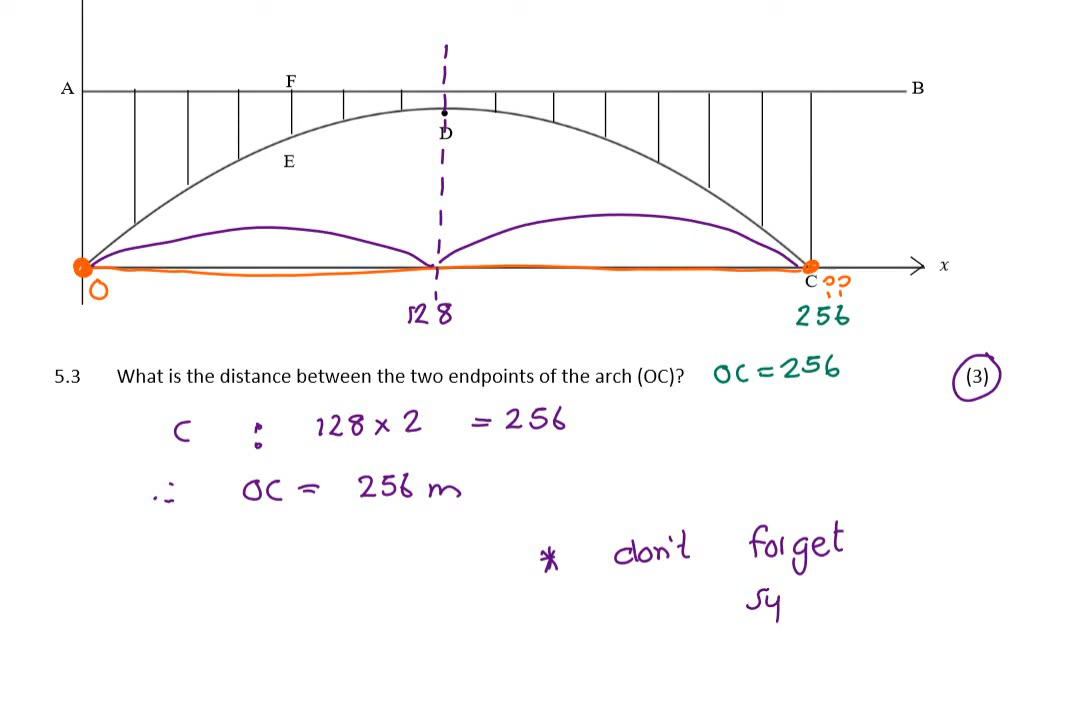 F
A
B
D
E
x
O
C ??
128
256
5.3 What is the distance between the two endpoints of the arch (OC)? OC = 256 (3)
C : 128 × 2 = 256
∴ OC = 256 m
* don't forget
sy